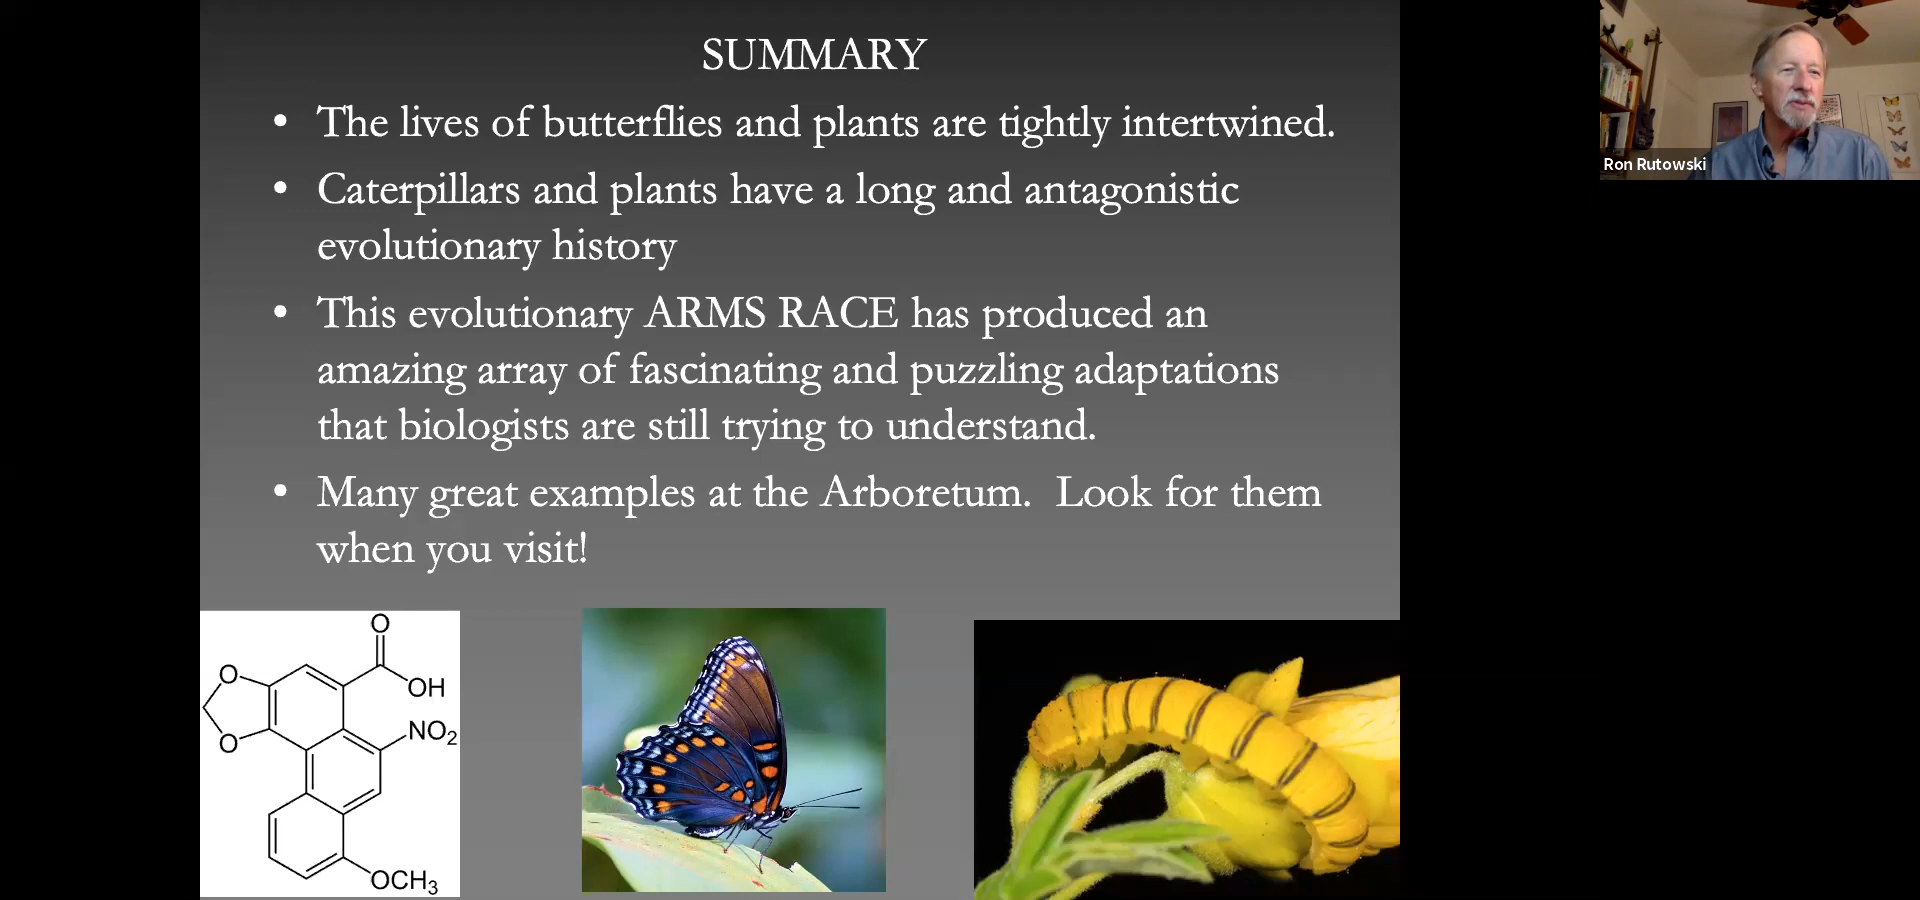 SUMMARY
• The lives of butterflies and plants are tightly intertwined.
• Caterpillars and plants have a long and antagonistic
evolutionary history
• This evolutionary ARMS RACE has produced an
amazing array of fascinating and puzzling adaptations
that biologists are still trying to understand.
• Many great examples at the Arboretum.  Look for them
when you visit!
Ron Rutowski
O
OH
O
O
NO2
OCH3